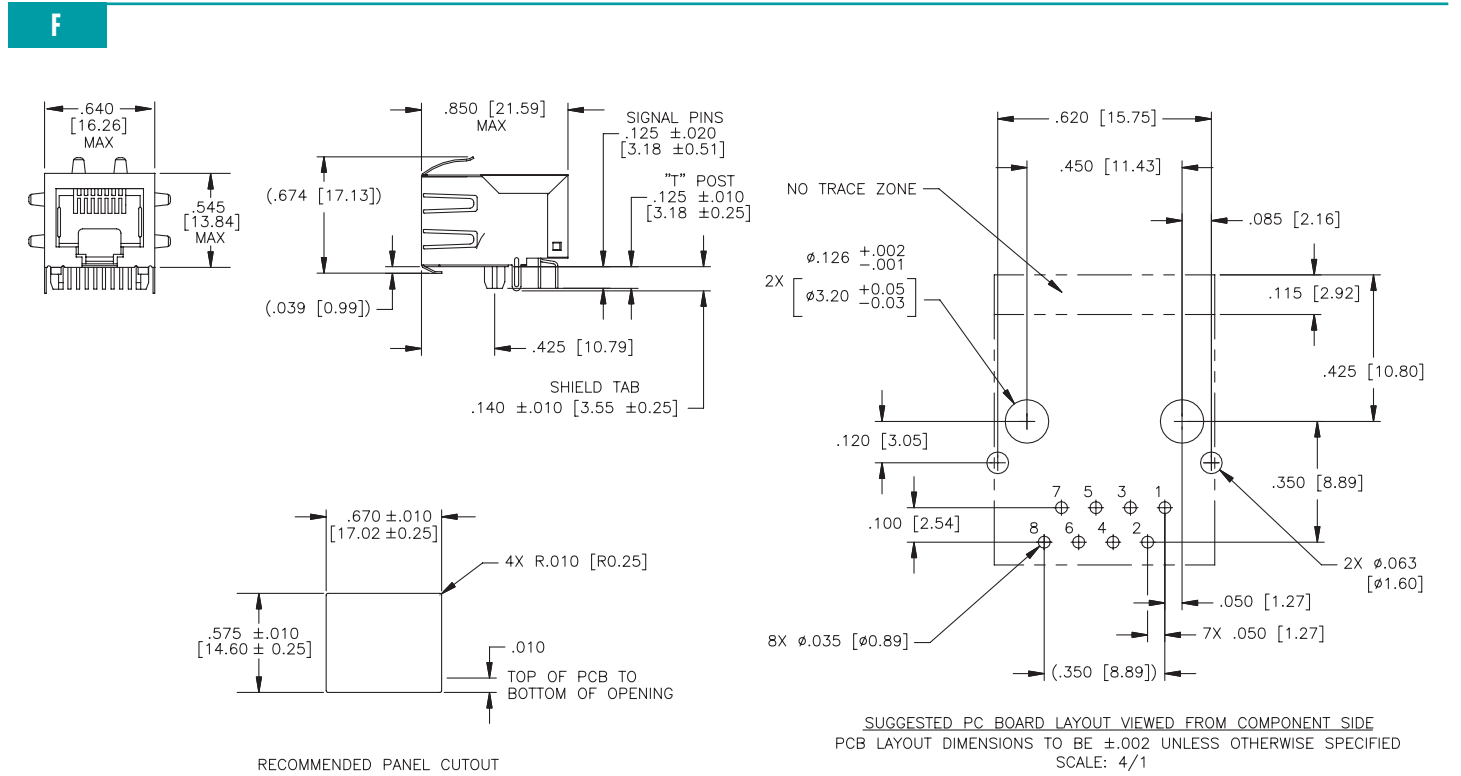 F
.640
[16.26]
MAX
.545
[13.84]
MAX
.850 [21.59]
MAX
SIGNAL PINS
.125 ±.020
[3.18 ±0.51]
"T" POST
.125 ±.010
[3.18 ±0.25]
(.674 [17.13])
(.039 [0.99])
.425 [10.79]
SHIELD TAB
.140 ±.010 [3.55 ±0.25]
.670 ±.010
[17.02 ±0.25]
4X R.010 [R0.25]
.575 ±.010
[14.60 ± 0.25]
.010
TOP OF PCB TO
BOTTOM OF OPENING
RECOMMENDED PANEL CUTOUT
.620 [15.75]
.450 [11.43]
NO TRACE ZONE
.085 [2.16]
ø.126 +.002
-.001
2X [ø3.20 +0.05
-0.03]
.115 [2.92]
.425 [10.80]
.120 [3.05]
.350 [8.89]
7 5 3 1
.100 [2.54]
8 6 4 2
2X ø.063
[ø1.60]
.050 [1.27]
7X .050 [1.27]
8X ø.035 [ø0.89]
(.350 [8.89])
SUGGESTED PC BOARD LAYOUT VIEWED FROM COMPONENT SIDE
PCB LAYOUT DIMENSIONS TO BE ±.002 UNLESS OTHERWISE SPECIFIED
SCALE: 4/1